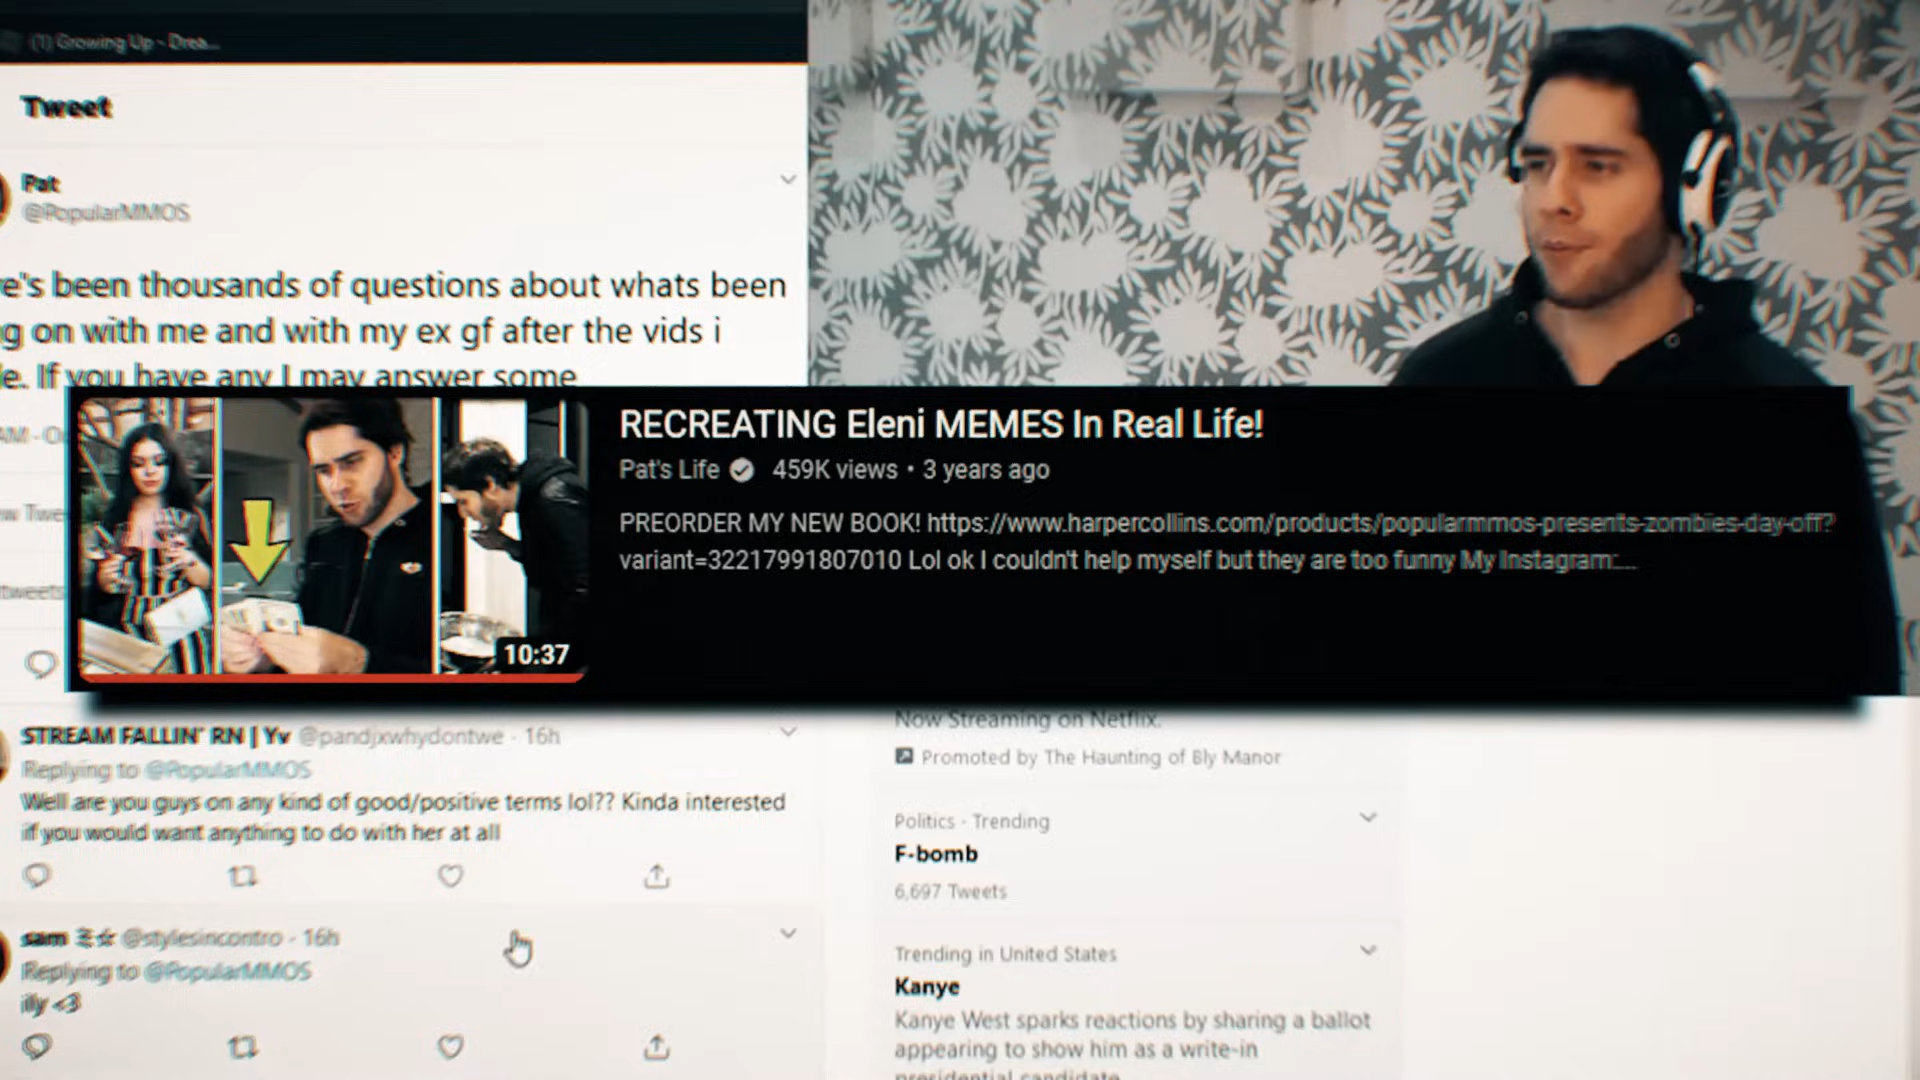 (1) Growing Up - Drea...
Tweet
Pat
@PopularMMOS
e's been thousands of questions about whats been
g on with me and with my ex gf after the vids i
e. If you have any I may answer some
AM - O
RECREATING Eleni MEMES In Real Life!
Pat's Life 459K views • 3 years ago
PREORDER MY NEW BOOK! https://www.harpercollins.com/products/popularmmos-presents-zombies-day-off?
variant=32217991807010 Lol ok I couldn't help myself but they are too funny My Instagram:...
10:37
w Twe
tweets
STREAM FALLIN' RN | Yv @pandjxwhydontwe · 16h
Replying to @PopularMMOS
Well are you guys on any kind of good/positive terms lol?? Kinda interested
if you would want anything to do with her at all
sam @stylesincontro · 16h
Replying to @PopularMMOS
illy <3
Now Streaming on Netflix.
Promoted by The Haunting of Bly Manor
Politics · Trending
F-bomb
6,697 Tweets
Trending in United States
Kanye
Kanye West sparks reactions by sharing a ballot
appearing to show him as a write-in
presidential candidate